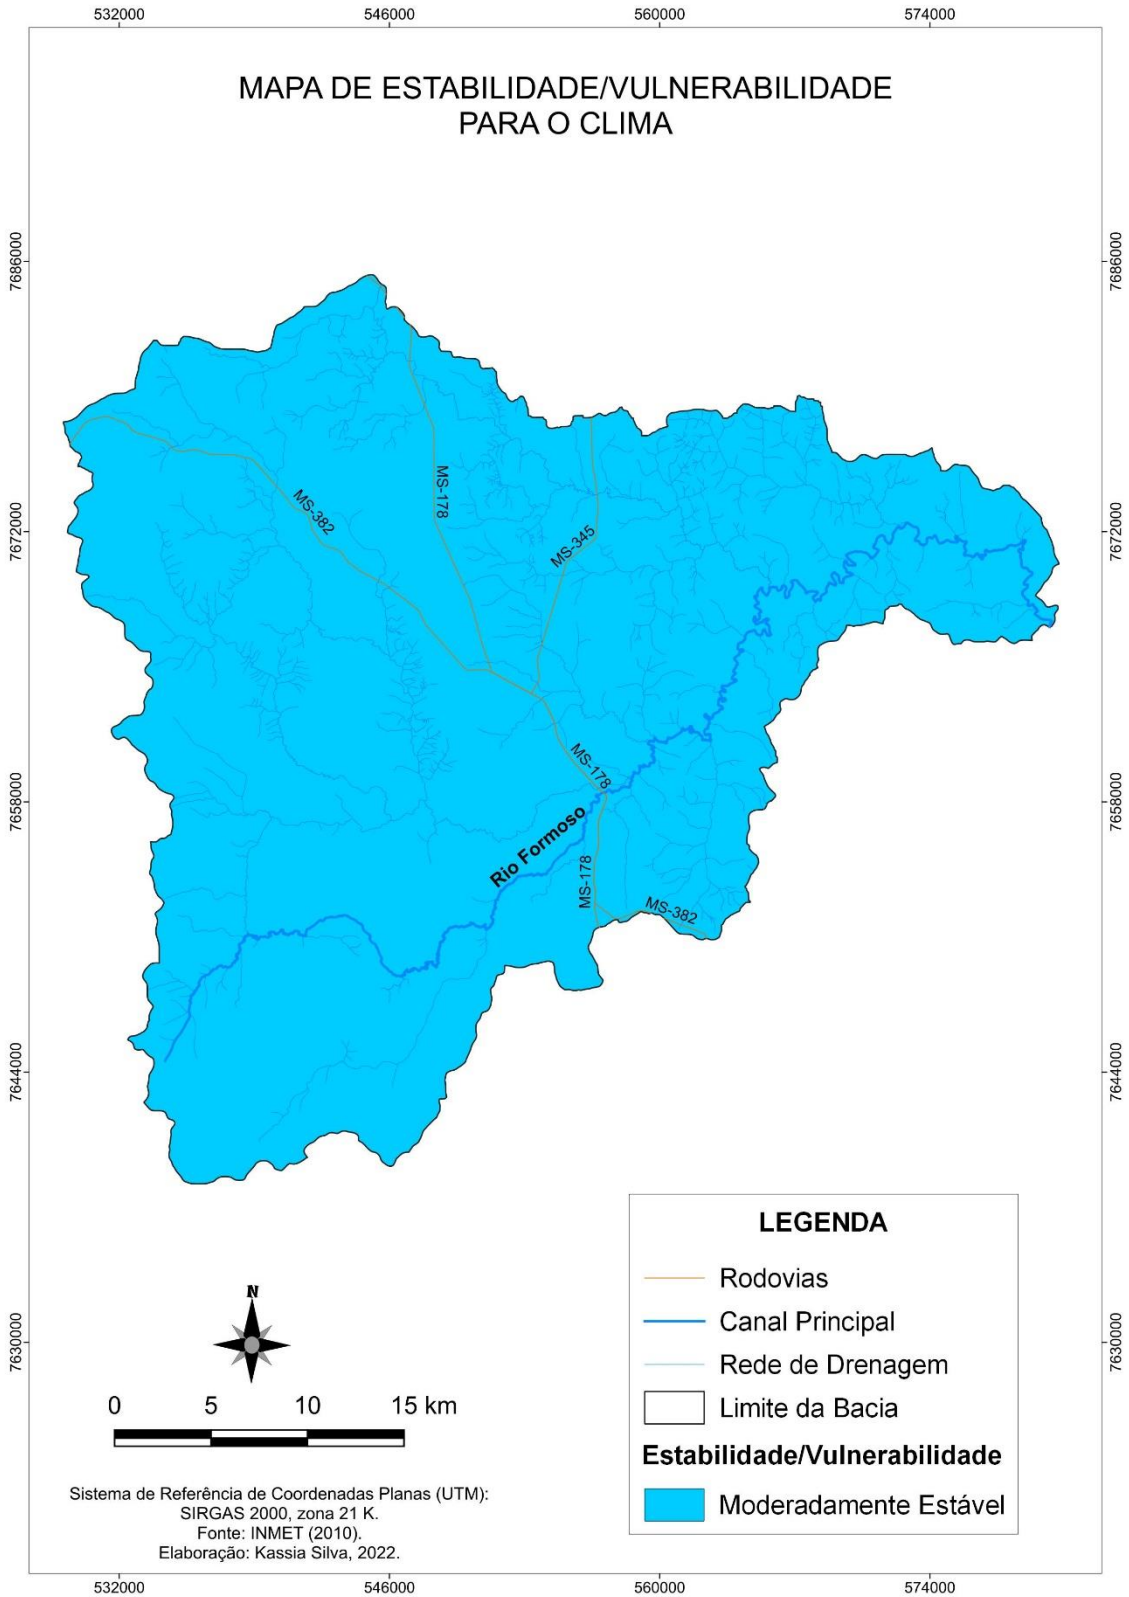 532000
546000
560000
574000
MAPA DE ESTABILIDADE/VULNERABILIDADE
PARA O CLIMA
7686000
7686000
MS-178
MS-382
MS-345
7672000
7672000
MS-178
7658000
7658000
Rio Formoso
MS-178
MS-382
7644000
7644000
LEGENDA
Rodovias
Canal Principal
Rede de Drenagem
Limite da Bacia
Estabilidade/Vulnerabilidade
Moderadamente Estável
N
7630000
7630000
0 5 10 15 km
Sistema de Referência de Coordenadas Planas (UTM):
SIRGAS 2000, zona 21 K.
Fonte: INMET (2010).
Elaboração: Kassia Silva, 2022.
532000
546000
560000
574000